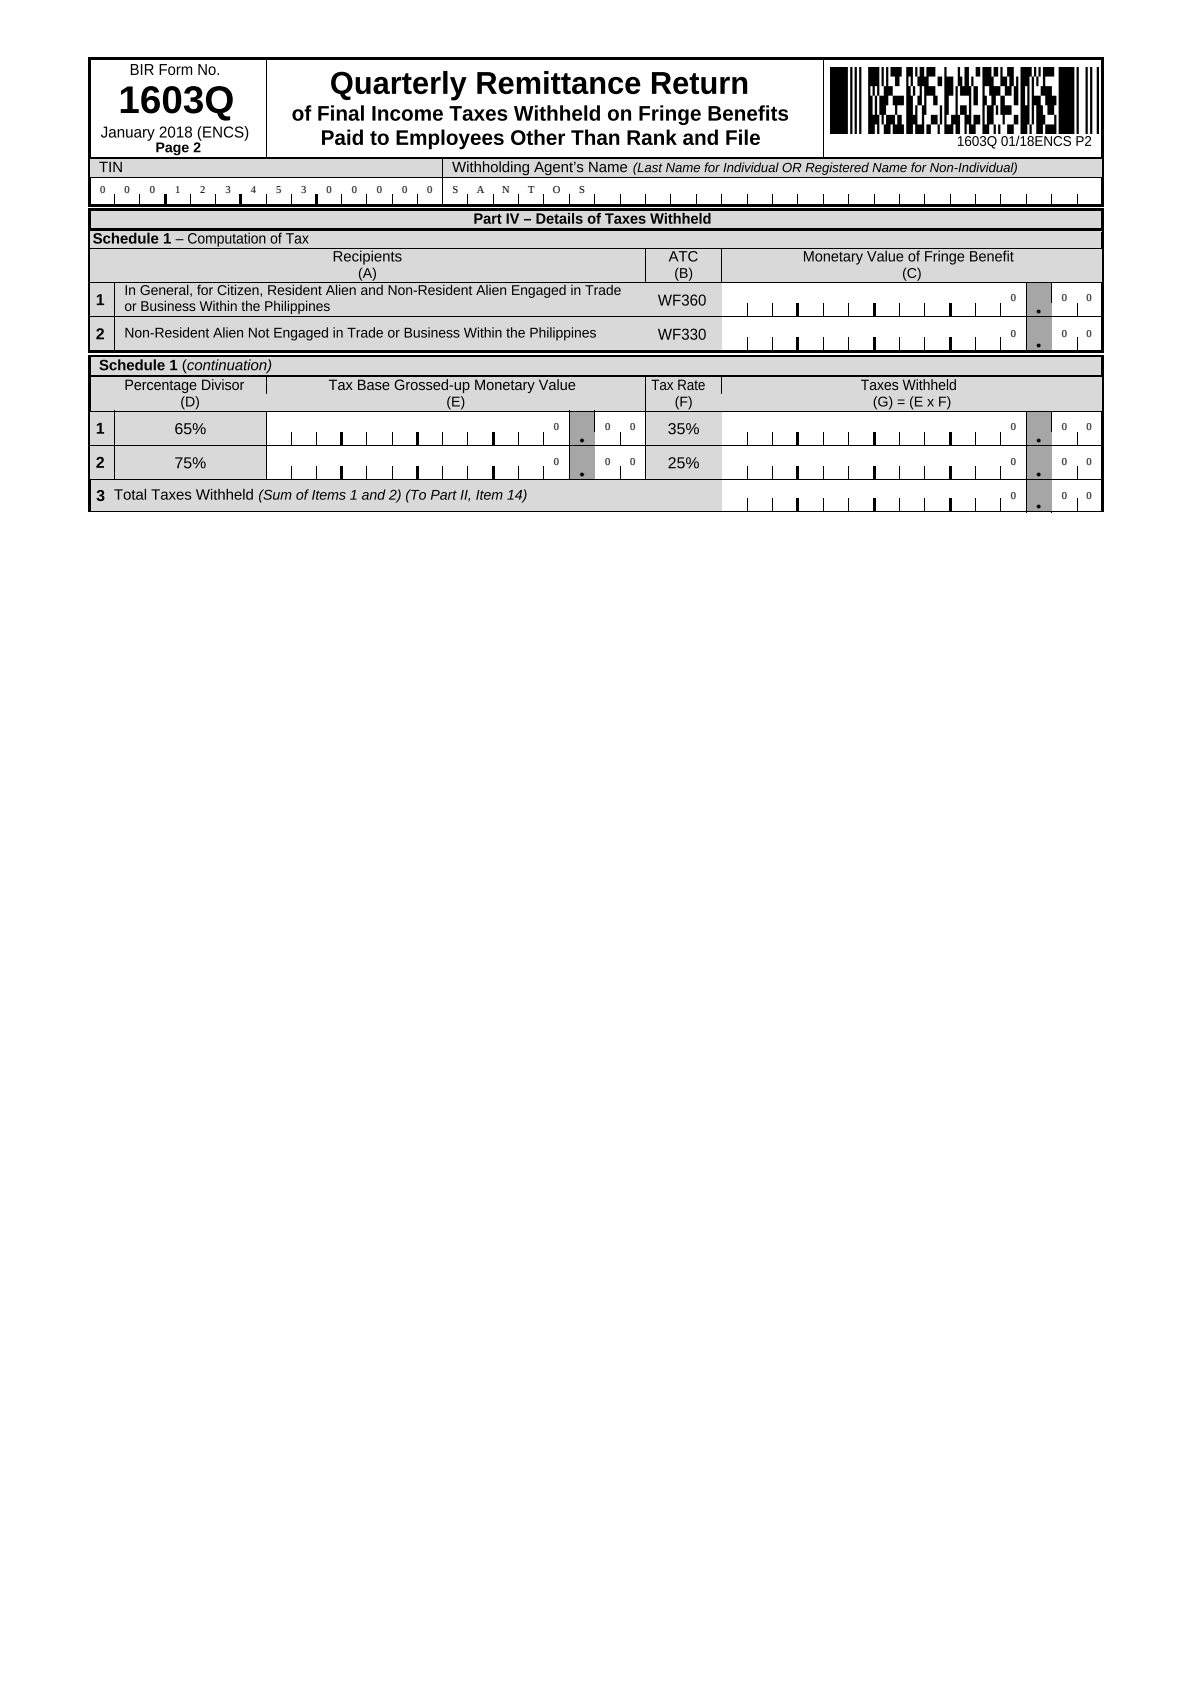 BIR Form No.
1603Q
January 2018 (ENCS)
Page 2
Quarterly Remittance Return
of Final Income Taxes Withheld on Fringe Benefits
Paid to Employees Other Than Rank and File
1603Q 01/18ENCS P2
TIN
Withholding Agent’s Name (Last Name for Individual OR Registered Name for Non-Individual)
0 0 0 1 2 3 4 5 3 0 0 0 0 0
S A N T O S
Part IV – Details of Taxes Withheld
Schedule 1 – Computation of Tax
Recipients
(A)
ATC
(B)
Monetary Value of Fringe Benefit
(C)
1 In General, for Citizen, Resident Alien and Non-Resident Alien Engaged in Trade
or Business Within the Philippines
WF360
0 . 0 0
2 Non-Resident Alien Not Engaged in Trade or Business Within the Philippines
WF330
0 . 0 0
Schedule 1 (continuation)
Percentage Divisor
(D)
Tax Base Grossed-up Monetary Value
(E)
Tax Rate
(F)
Taxes Withheld
(G) = (E x F)
1 65% 0 . 0 0 35% 0 . 0 0
2 75% 0 . 0 0 25% 0 . 0 0
3 Total Taxes Withheld (Sum of Items 1 and 2) (To Part II, Item 14) 0 . 0 0